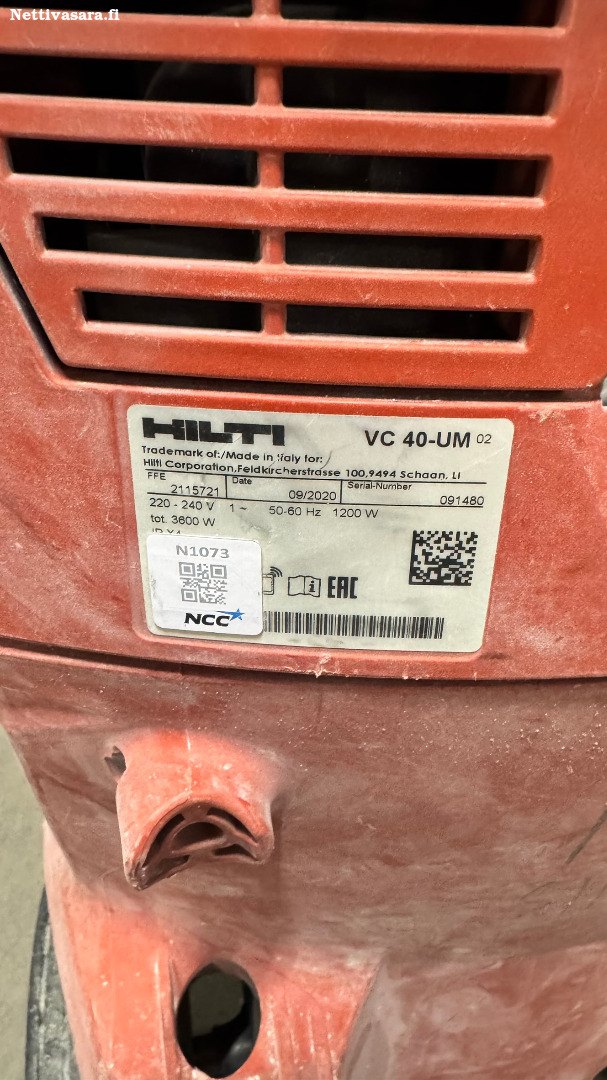 Nettivasara.fi
HILTI VC 40-UM 02
Trademark of:/Made in Italy for:
Hilti Corporation,Feldkircherstrasse 100,9494 Schaan, LI
FFE 2115721 Date 09/2020 Serial-Number 091480
220 - 240 V 1 ~ 50-60 Hz 1200 W
tot. 3600 W
N1073
EAC
NCC